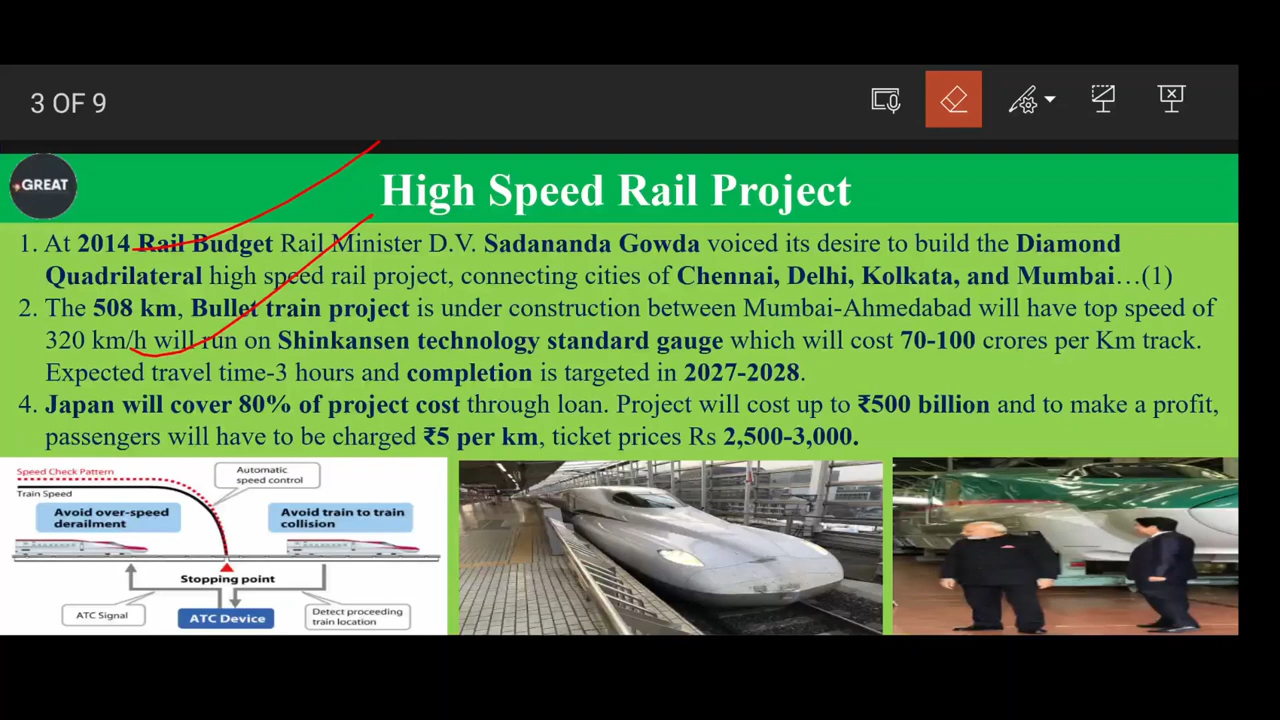 3 OF 9
GREAT
High Speed Rail Project
1. At 2014 Rail Budget Rail Minister D.V. Sadananda Gowda voiced its desire to build the Diamond
Quadrilateral high speed rail project, connecting cities of Chennai, Delhi, Kolkata, and Mumbai…(1)
2. The 508 km, Bullet train project is under construction between Mumbai-Ahmedabad will have top speed of
320 km/h will run on Shinkansen technology standard gauge which will cost 70-100 crores per Km track.
Expected travel time-3 hours and completion is targeted in 2027-2028.
4. Japan will cover 80% of project cost through loan. Project will cost up to ₹500 billion and to make a profit,
passengers will have to be charged ₹5 per km, ticket prices Rs 2,500-3,000.
Speed Check Pattern
Train Speed
Automatic
speed control
Avoid over-speed
derailment
Avoid train to train
collision
Stopping point
ATC Signal
ATC Device
Detect proceeding
train location